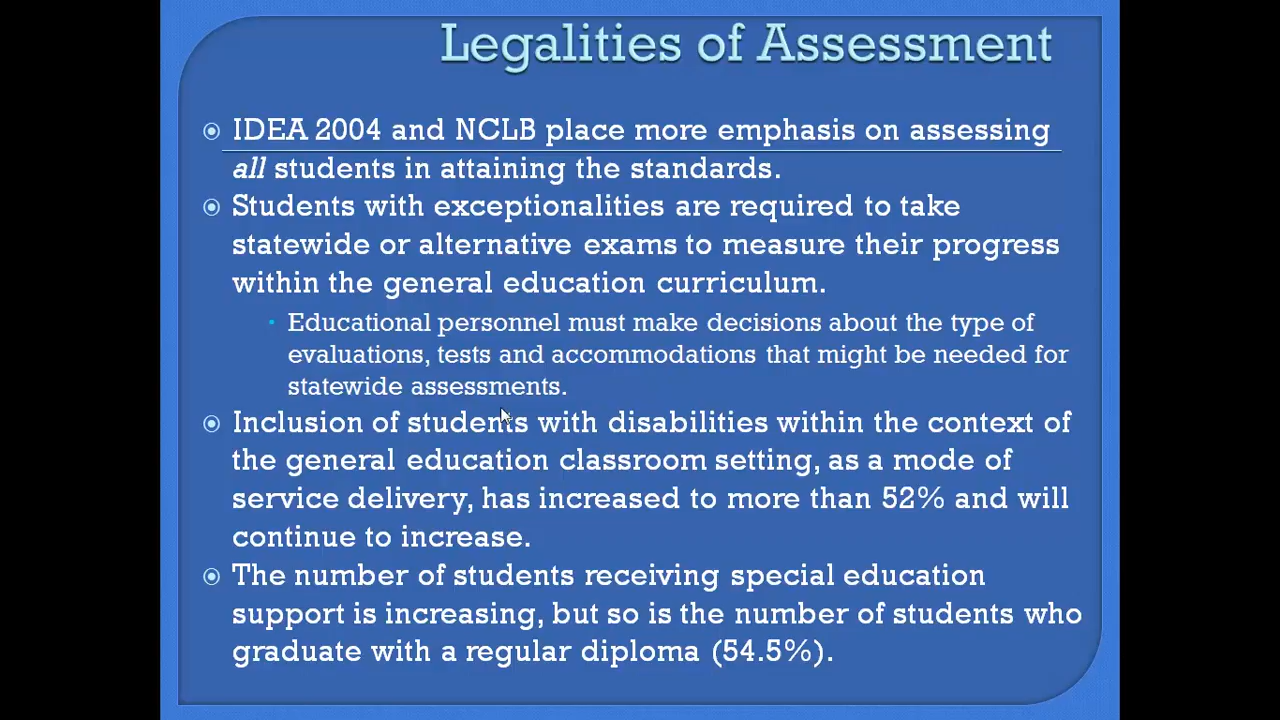 Legalities of Assessment
IDEA 2004 and NCLB place more emphasis on assessing
all students in attaining the standards.
Students with exceptionalities are required to take
statewide or alternative exams to measure their progress
within the general education curriculum.
Educational personnel must make decisions about the type of
evaluations, tests and accommodations that might be needed for
statewide assessments.
Inclusion of students with disabilities within the context of
the general education classroom setting, as a mode of
service delivery, has increased to more than 52% and will
continue to increase.
The number of students receiving special education
support is increasing, but so is the number of students who
graduate with a regular diploma (54.5%).